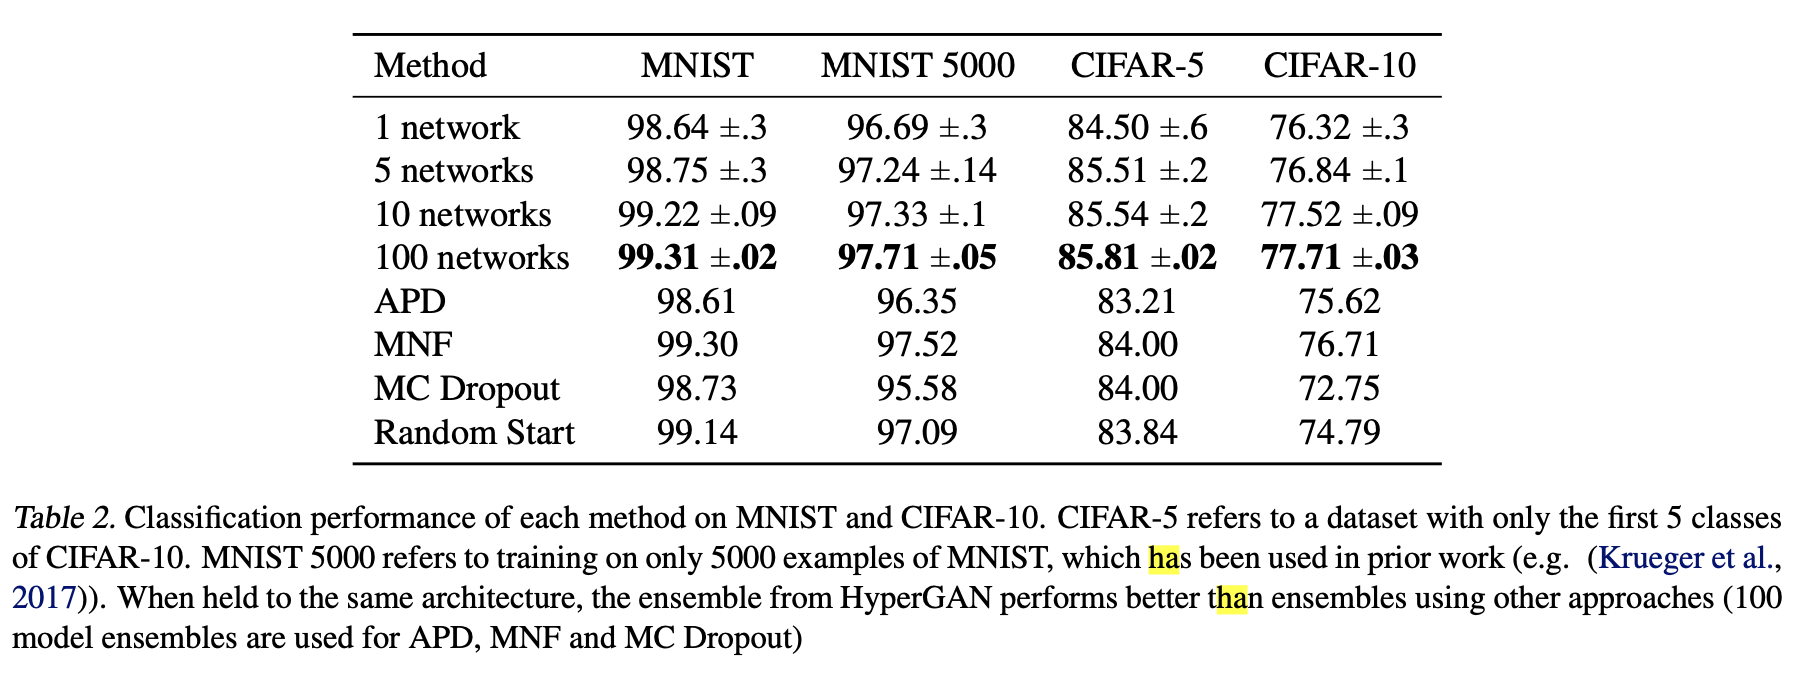 Method MNIST MNIST 5000 CIFAR-5 CIFAR-10
1 network 98.64 ±.3 96.69 ±.3 84.50 ±.6 76.32 ±.3
5 networks 98.75 ±.3 97.24 ±.14 85.51 ±.2 76.84 ±.1
10 networks 99.22 ±.09 97.33 ±.1 85.54 ±.2 77.52 ±.09
100 networks 99.31 ±.02 97.71 ±.05 85.81 ±.02 77.71 ±.03
APD 98.61 96.35 83.21 75.62
MNF 99.30 97.52 84.00 76.71
MC Dropout 98.73 95.58 84.00 72.75
Random Start 99.14 97.09 83.84 74.79
Table 2. Classification performance of each method on MNIST and CIFAR-10. CIFAR-5 refers to a dataset with only the first 5 classes
of CIFAR-10. MNIST 5000 refers to training on only 5000 examples of MNIST, which has been used in prior work (e.g. (Krueger et al.,
2017)). When held to the same architecture, the ensemble from HyperGAN performs better than ensembles using other approaches (100
model ensembles are used for APD, MNF and MC Dropout)